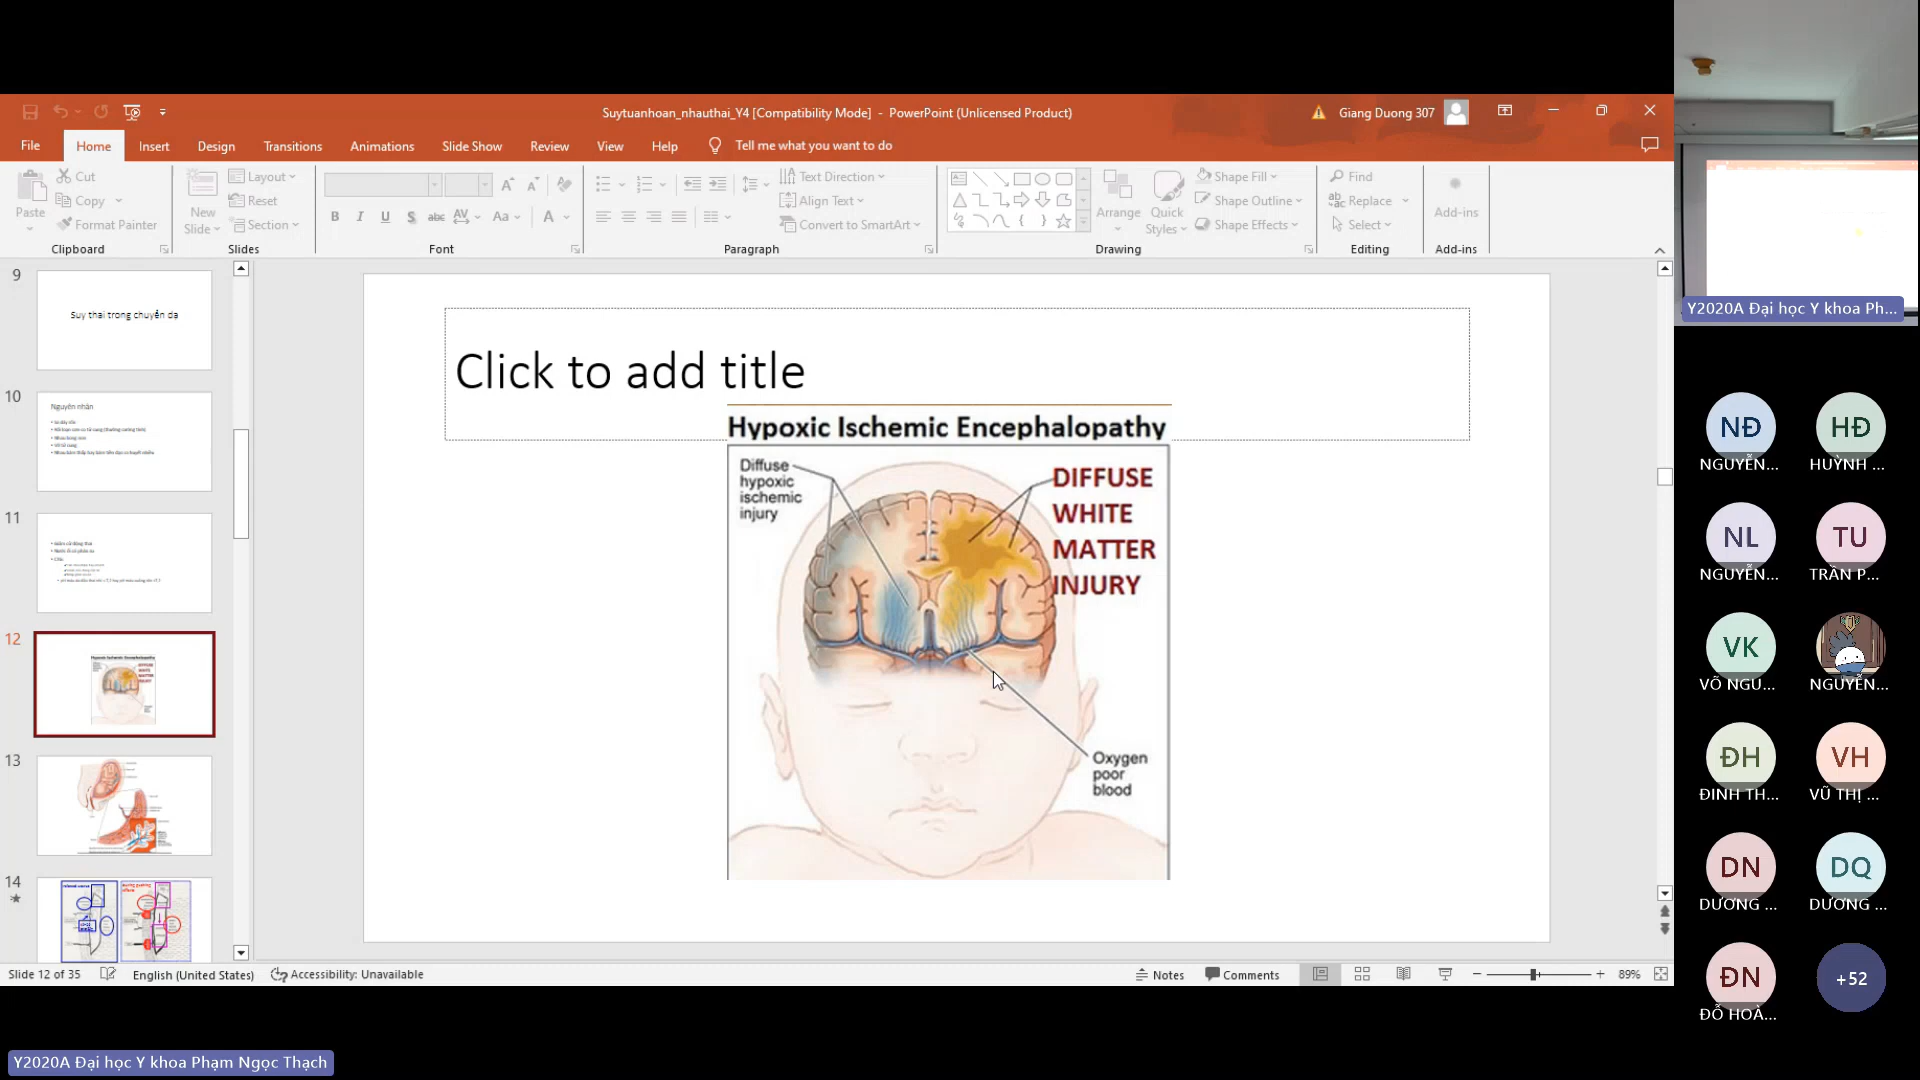 Suytuanhoan_nhauthai_Y4 [Compatibility Mode] - PowerPoint (Unlicensed Product)
Giang Duong 307
File Home Insert Design Transitions Animations Slide Show Review View Help Tell me what you want to do
Paste
Cut
Copy
Format Painter
Clipboard
New Slide
Layout
Reset
Section
Slides
Font
Text Direction
Align Text
Convert to SmartArt
Paragraph
Arrange
Quick Styles
Shape Fill
Shape Outline
Shape Effects
Drawing
Find
Replace
Select
Editing
Add-ins
Add-ins
9
Suy thai trong chuyển dạ
10
Nguyên nhân
11
12
13
14
Click to add title
Hypoxic Ischemic Encephalopathy
Diffuse
hypoxic
ischemic
injury
DIFFUSE
WHITE
MATTER
INJURY
Oxygen
poor
blood
Slide 12 of 35 English (United States) Accessibility: Unavailable Notes Comments 89%
Y2020A Đại học Y khoa Phạm Ngọc Thạch
Y2020A Đại học Y khoa Ph...
NĐ HĐ
NGUYỄN... HUỲNH ...
NL TU
NGUYỄN... TRẦN P...
VK
VÕ NGU... NGUYỄN...
ĐH VH
ĐINH TH... VŨ THỊ ...
DN DQ
DƯƠNG ... DƯƠNG ...
ĐN +52
ĐỖ HOÀ...